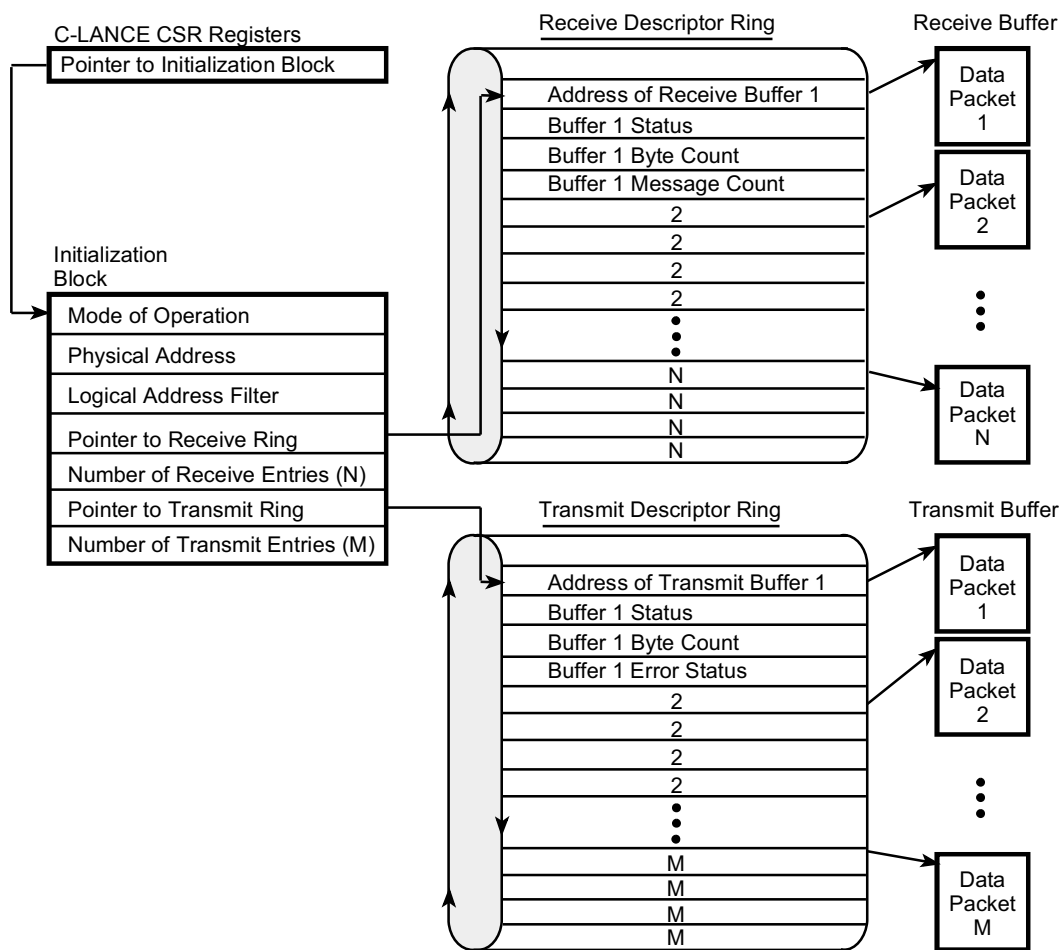 C-LANCE CSR Registers
Pointer to Initialization Block
Initialization
Block
Mode of Operation
Physical Address
Logical Address Filter
Pointer to Receive Ring
Number of Receive Entries (N)
Pointer to Transmit Ring
Number of Transmit Entries (M)
Receive Descriptor Ring
Address of Receive Buffer 1
Buffer 1 Status
Buffer 1 Byte Count
Buffer 1 Message Count
2
2
2
2
N
N
N
N
Receive Buffer
Data
Packet
1
Data
Packet
2
Data
Packet
N
Transmit Descriptor Ring
Address of Transmit Buffer 1
Buffer 1 Status
Buffer 1 Byte Count
Buffer 1 Error Status
2
2
2
2
M
M
M
M
Transmit Buffer
Data
Packet
1
Data
Packet
2
Data
Packet
M